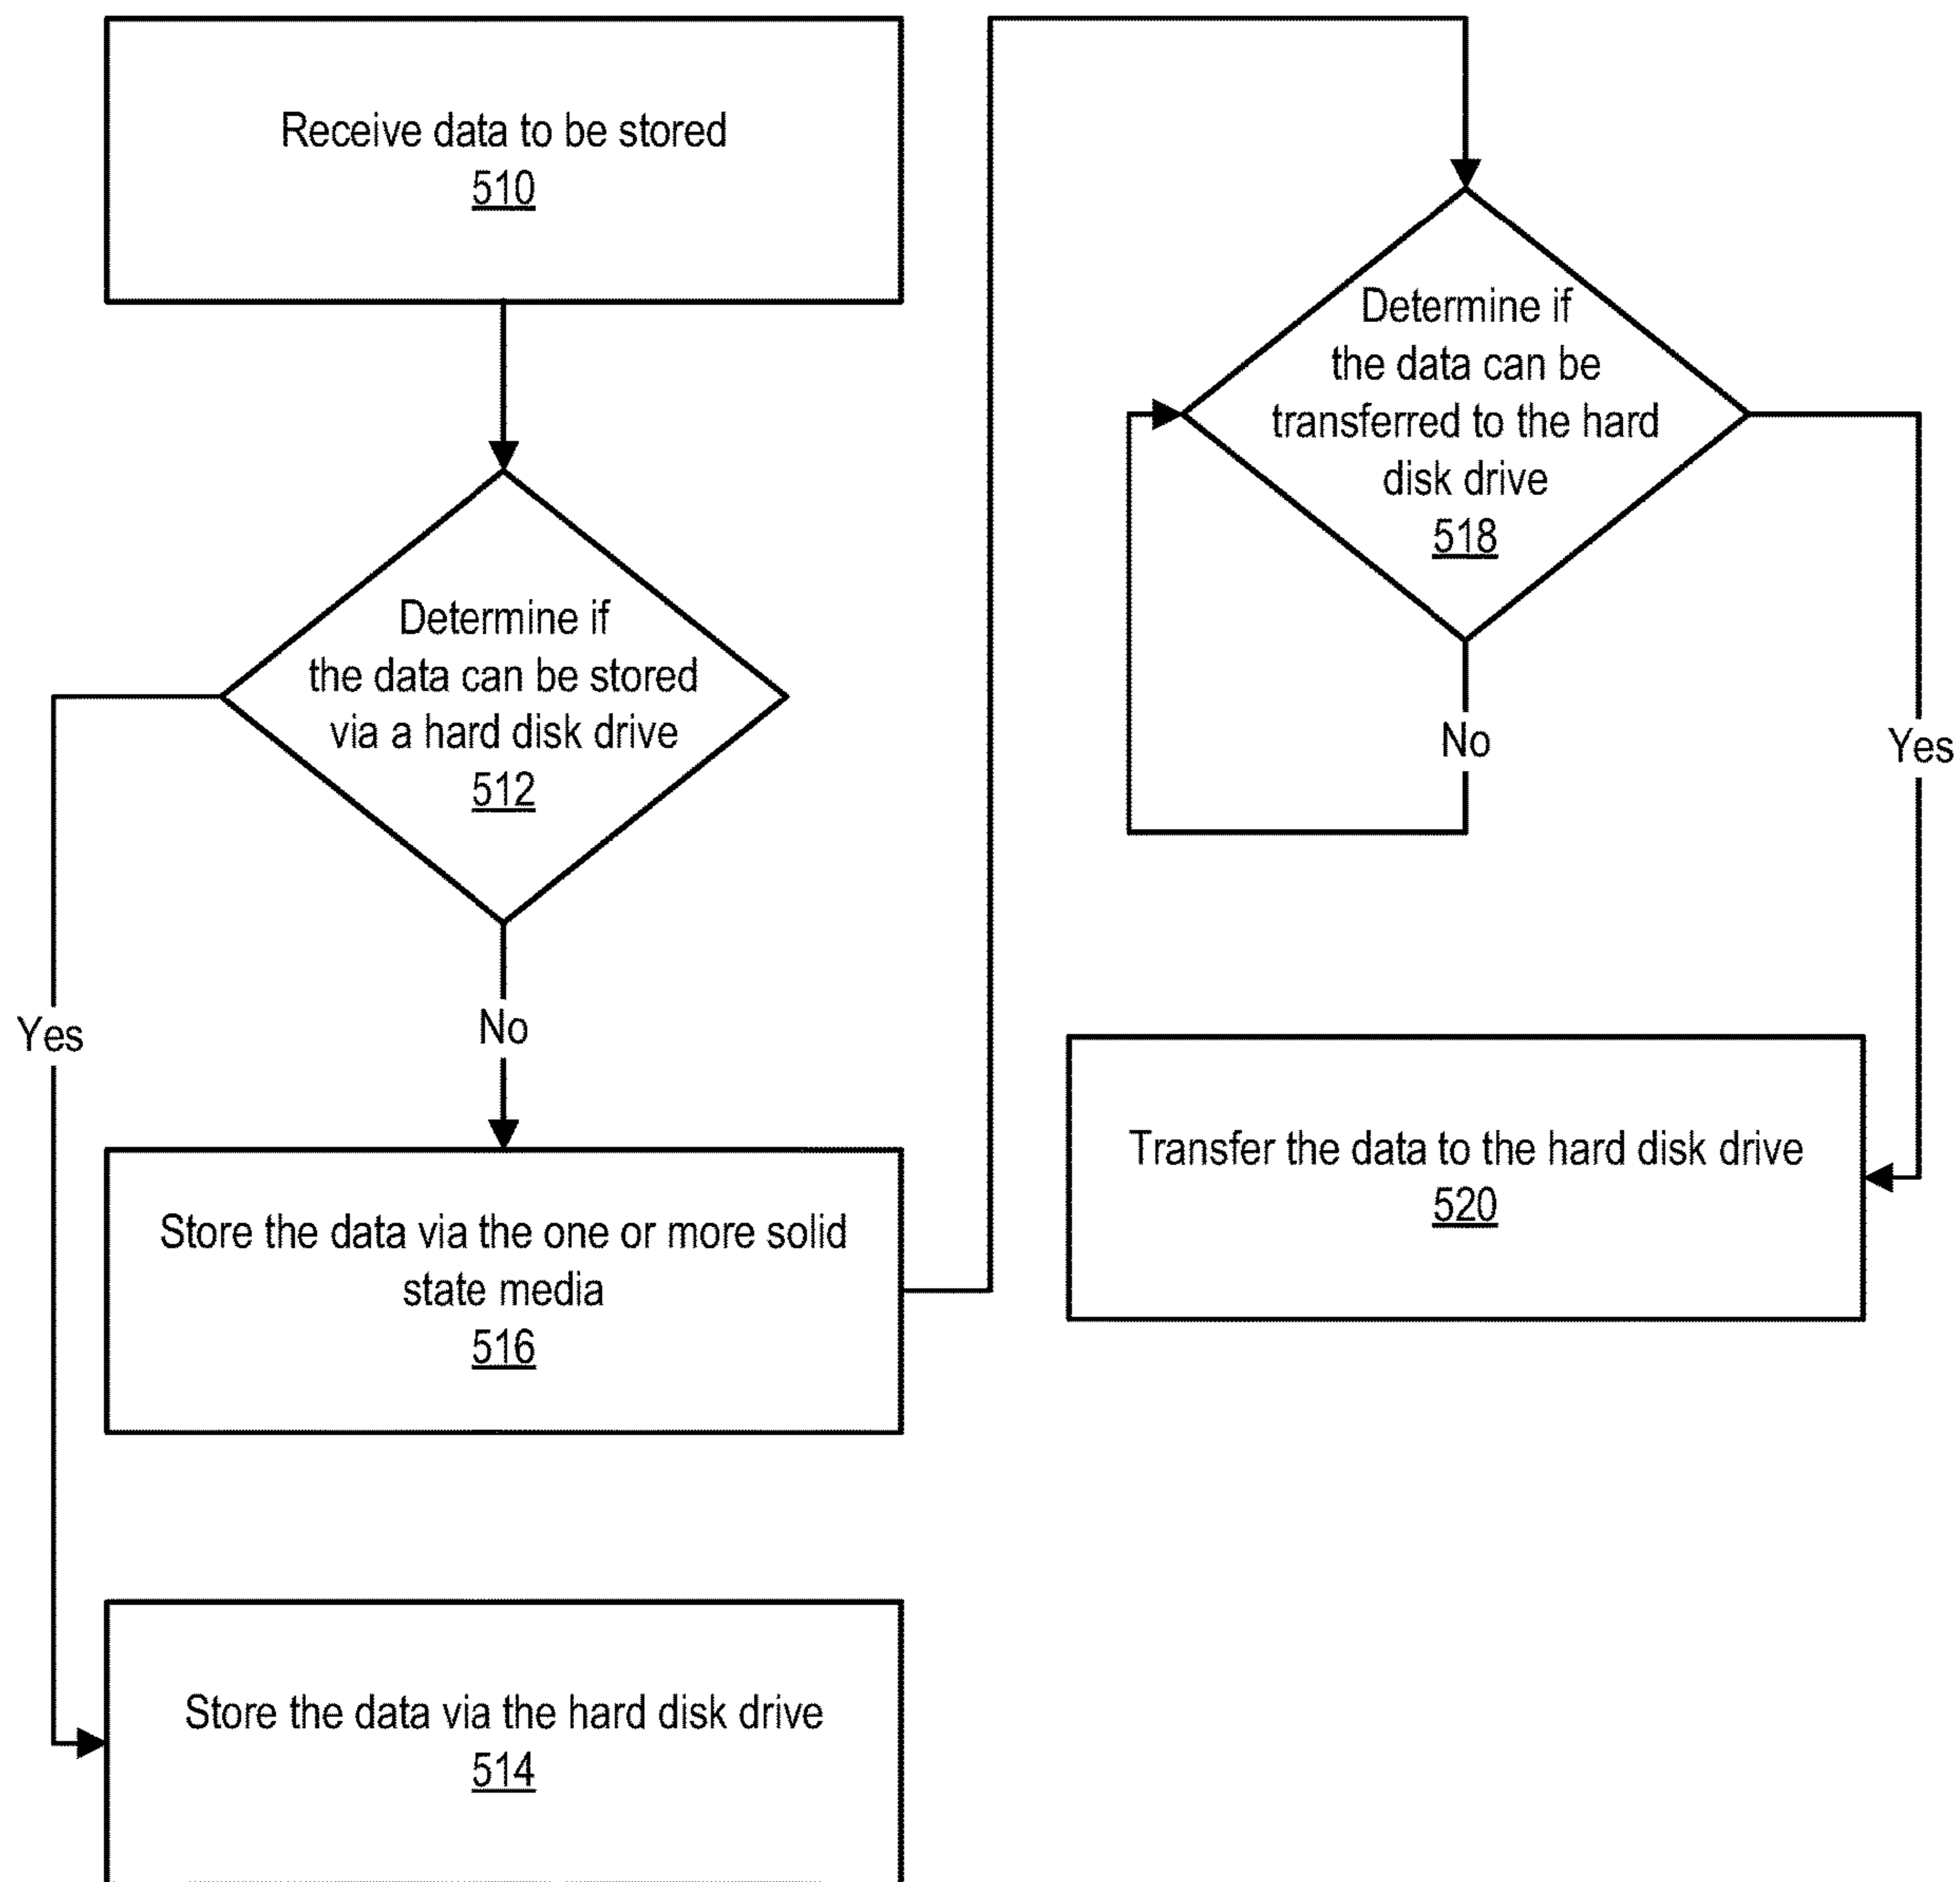 Receive data to be stored
510
Determine if
the data can be stored
via a hard disk drive
512
Yes
No
Store the data via the one or more solid
state media
516
Store the data via the hard disk drive
514
Determine if
the data can be
transferred to the hard
disk drive
518
No
Yes
Transfer the data to the hard disk drive
520